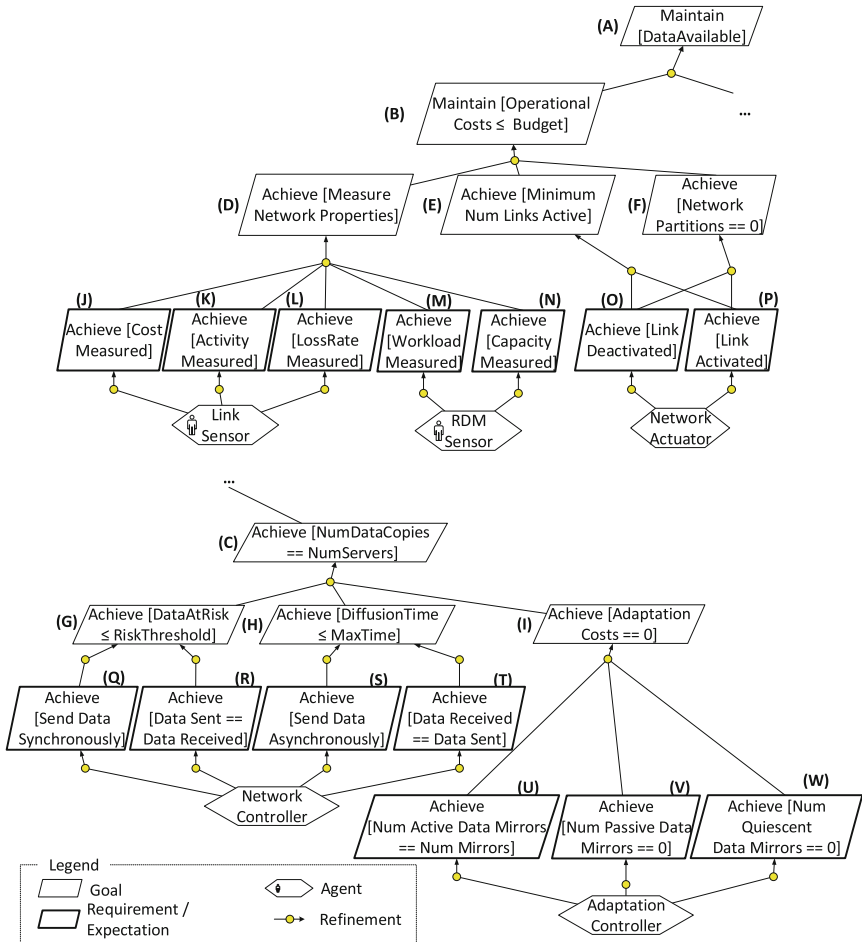 (A)
Maintain
[DataAvailable]
(B)
Maintain [Operational
Costs ≤ Budget]
...
(D)
Achieve [Measure
Network Properties]
(E)
Achieve [Minimum
Num Links Active]
(F)
Achieve
[Network
Partitions == 0]
(J)
Achieve [Cost
Measured]
(K)
Achieve
[Activity
Measured]
(L)
Achieve
[LossRate
Measured]
(M)
Achieve
[Workload
Measured]
(N)
Achieve
[Capacity
Measured]
(O)
Achieve [Link
Deactivated]
(P)
Achieve
[Link
Activated]
Link
Sensor
RDM
Sensor
Network
Actuator
...
(C)
Achieve [NumDataCopies
== NumServers]
(G)
Achieve [DataAtRisk
≤ RiskThreshold]
(H)
Achieve [DiffusionTime
≤ MaxTime]
(I)
Achieve [Adaptation
Costs == 0]
(Q)
Achieve
[Send Data
Synchronously]
(R)
Achieve
[Data Sent ==
Data Received]
(S)
Achieve
[Send Data
Asynchronously]
(T)
Achieve
[Data Received
== Data Sent]
Network
Controller
(U)
Achieve
[Num Active Data Mirrors
== Num Mirrors]
(V)
Achieve
[Num Passive Data
Mirrors == 0]
(W)
Achieve [Num
Quiescent
Data Mirrors == 0]
Adaptation
Controller
Legend
Goal
Agent
Requirement /
Expectation
Refinement